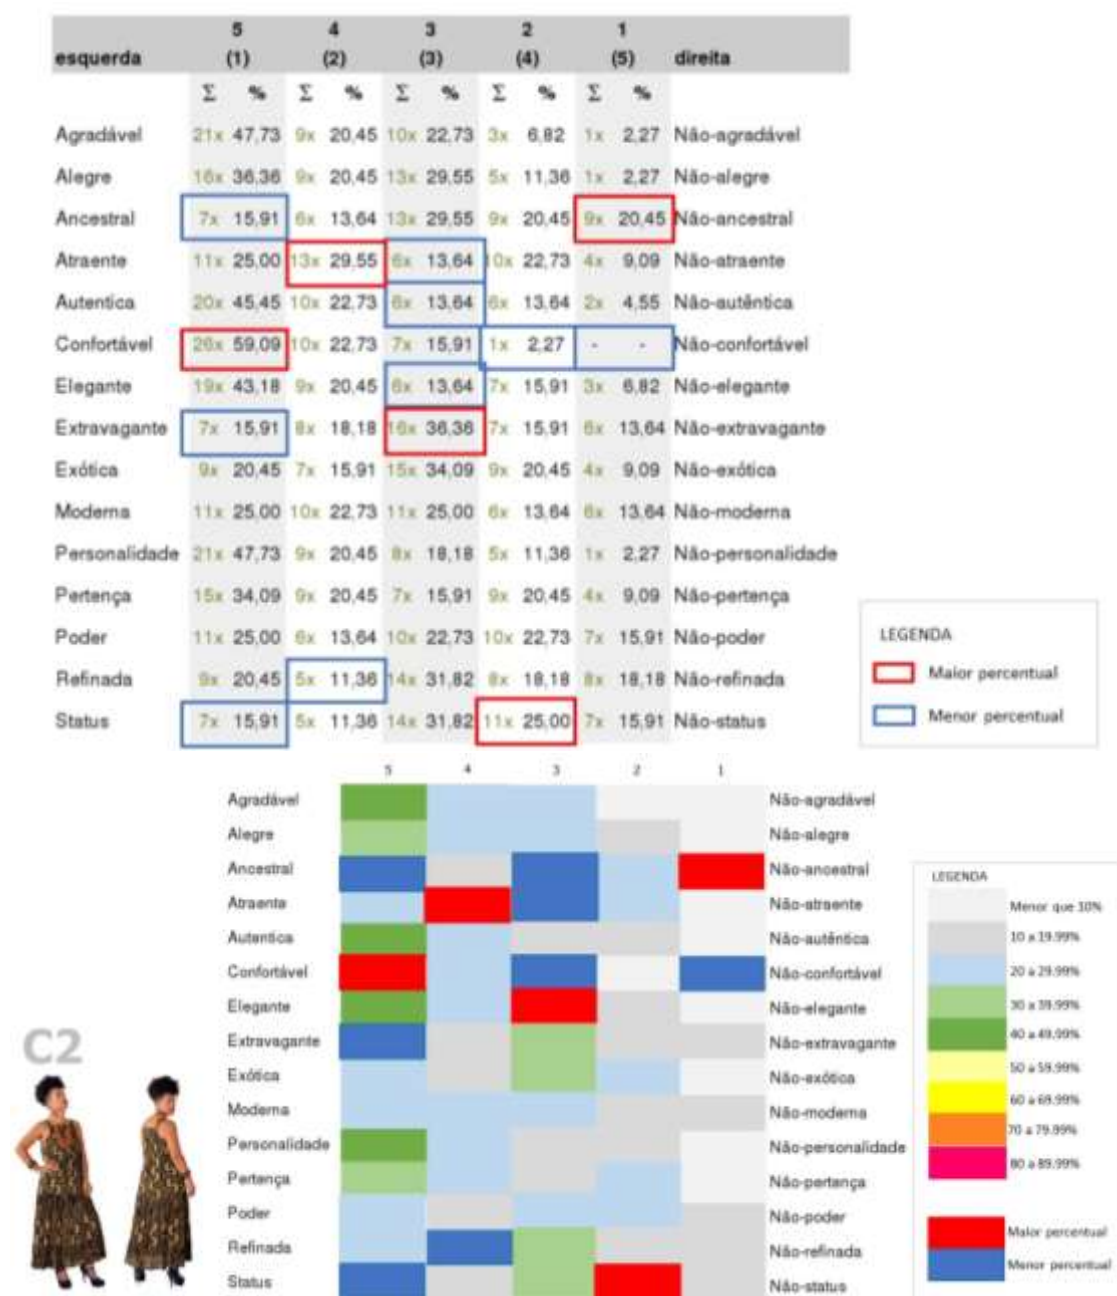 5 4 3 2 1
esquerda (1) (2) (3) (4) (5) direita
Σ % Σ % Σ % Σ % Σ %
Agradável 21x 47,73 9x 20,45 10x 22,73 3x 6,82 1x 2,27 Não-agradável
Alegre 16x 36,36 9x 20,45 13x 29,55 5x 11,36 1x 2,27 Não-alegre
Ancestral 7x 15,91 6x 13,64 13x 29,55 9x 20,45 9x 20,45 Não-ancestral
Atraente 11x 25,00 13x 29,55 6x 13,64 10x 22,73 4x 9,09 Não-atraente
Autentica 20x 45,45 10x 22,73 6x 13,64 6x 13,64 2x 4,55 Não-autêntica
Confortável 26x 59,09 10x 22,73 7x 15,91 1x 2,27 - - Não-confortável
Elegante 19x 43,18 9x 20,45 6x 13,64 7x 15,91 3x 6,82 Não-elegante
Extravagante 7x 15,91 8x 18,18 16x 36,36 7x 15,91 6x 13,64 Não-extravagante
Exótica 9x 20,45 7x 15,91 15x 34,09 9x 20,45 4x 9,09 Não-exótica
Moderna 11x 25,00 10x 22,73 11x 25,00 6x 13,64 6x 13,64 Não-moderna
Personalidade 21x 47,73 9x 20,45 8x 18,18 5x 11,36 1x 2,27 Não-personalidade
Pertença 15x 34,09 9x 20,45 7x 15,91 9x 20,45 4x 9,09 Não-pertença
Poder 11x 25,00 6x 13,64 10x 22,73 10x 22,73 7x 15,91 Não-poder
Refinada 9x 20,45 5x 11,36 14x 31,82 8x 18,18 8x 18,18 Não-refinada
Status 7x 15,91 5x 11,36 14x 31,82 11x 25,00 7x 15,91 Não-status
LEGENDA
Maior percentual
Menor percentual
5 4 3 2 1
Agradável Não-agradável
Alegre Não-alegre
Ancestral Não-ancestral
Atraente Não-atraente
Autentica Não-autêntica
Confortável Não-confortável
Elegante Não-elegante
Extravagante Não-extravagante
Exótica Não-exótica
Moderna Não-moderna
Personalidade Não-personalidade
Pertença Não-pertença
Poder Não-poder
Refinada Não-refinada
Status Não-status
C2
LEGENDA
Menor que 10%
10 a 19.99%
20 a 29.99%
30 a 39.99%
40 a 49.99%
50 a 59.99%
60 a 69.99%
70 a 79.99%
80 a 89.99%
Maior percentual
Menor percentual